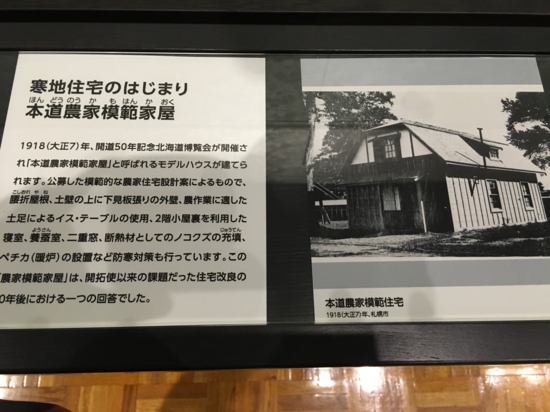 寒地住宅のはじまり
ほんどうのうかもはんかおく
本道農家模範家屋
1918(大正7)年、開道50年記念北海道博覧会が開催さ
れ「本道農家模範家屋」と呼ばれるモデルハウスが建てら
れます。公募した模範的な農家住宅設計案によるもので、
こしおれやね
腰折屋根、土壁の上に下見板張りの外壁、農作業に適した
土足によるイス・テーブルの使用、2階小屋裏を利用した
ようさん
じゅうてん
寝室、養蚕室、二重窓、断熱材としてのノコクズの充填、
ペチカ(暖炉)の設置など防寒対策も行っています。この
「農家模範家屋」は、開拓使以来の課題だった住宅改良の
0年後における一つの回答でした。
本道農家模範住宅
1918(大正7)年、札幌市